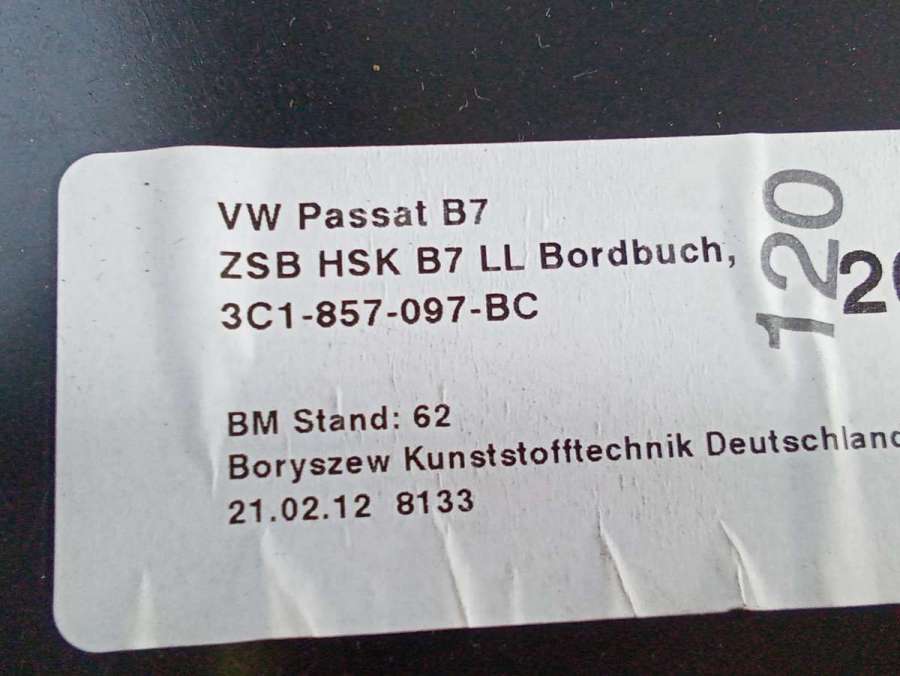 VW Passat B7
ZSB HSK B7 LL Bordbuch,
3C1-857-097-BC
120
BM Stand: 62
Boryszew Kunststofftechnik Deutschland
21.02.12 8133